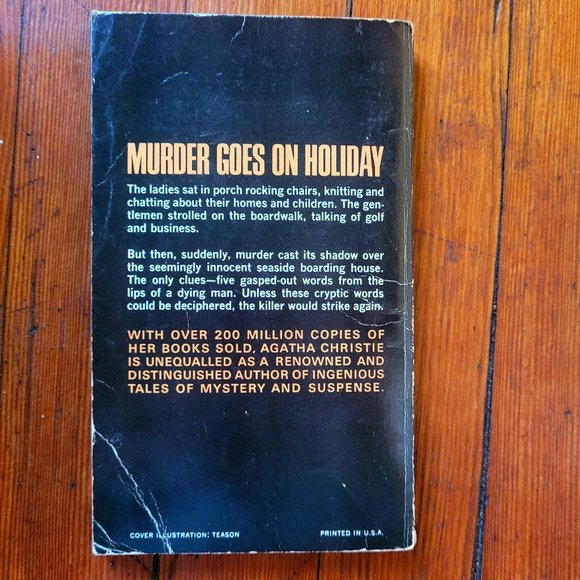 MURDER GOES ON HOLIDAY
The ladies sat in porch rocking chairs, knitting and
chatting about their homes and children. The gen-
tlemen strolled on the boardwalk, talking of golf
and business.
But then, suddenly, murder cast its shadow over
the seemingly innocent seaside boarding house.
The only clues—five gasped-out words from the
lips of a dying man. Unless these cryptic words
could be deciphered, the killer would strike again.
WITH OVER 200 MILLION COPIES OF
HER BOOKS SOLD, AGATHA CHRISTIE
IS UNEQUALLED AS A RENOWNED AND
DISTINGUISHED AUTHOR OF INGENIOUS
TALES OF MYSTERY AND SUSPENSE.
COVER ILLUSTRATION: TEASON
PRINTED IN U.S.A.